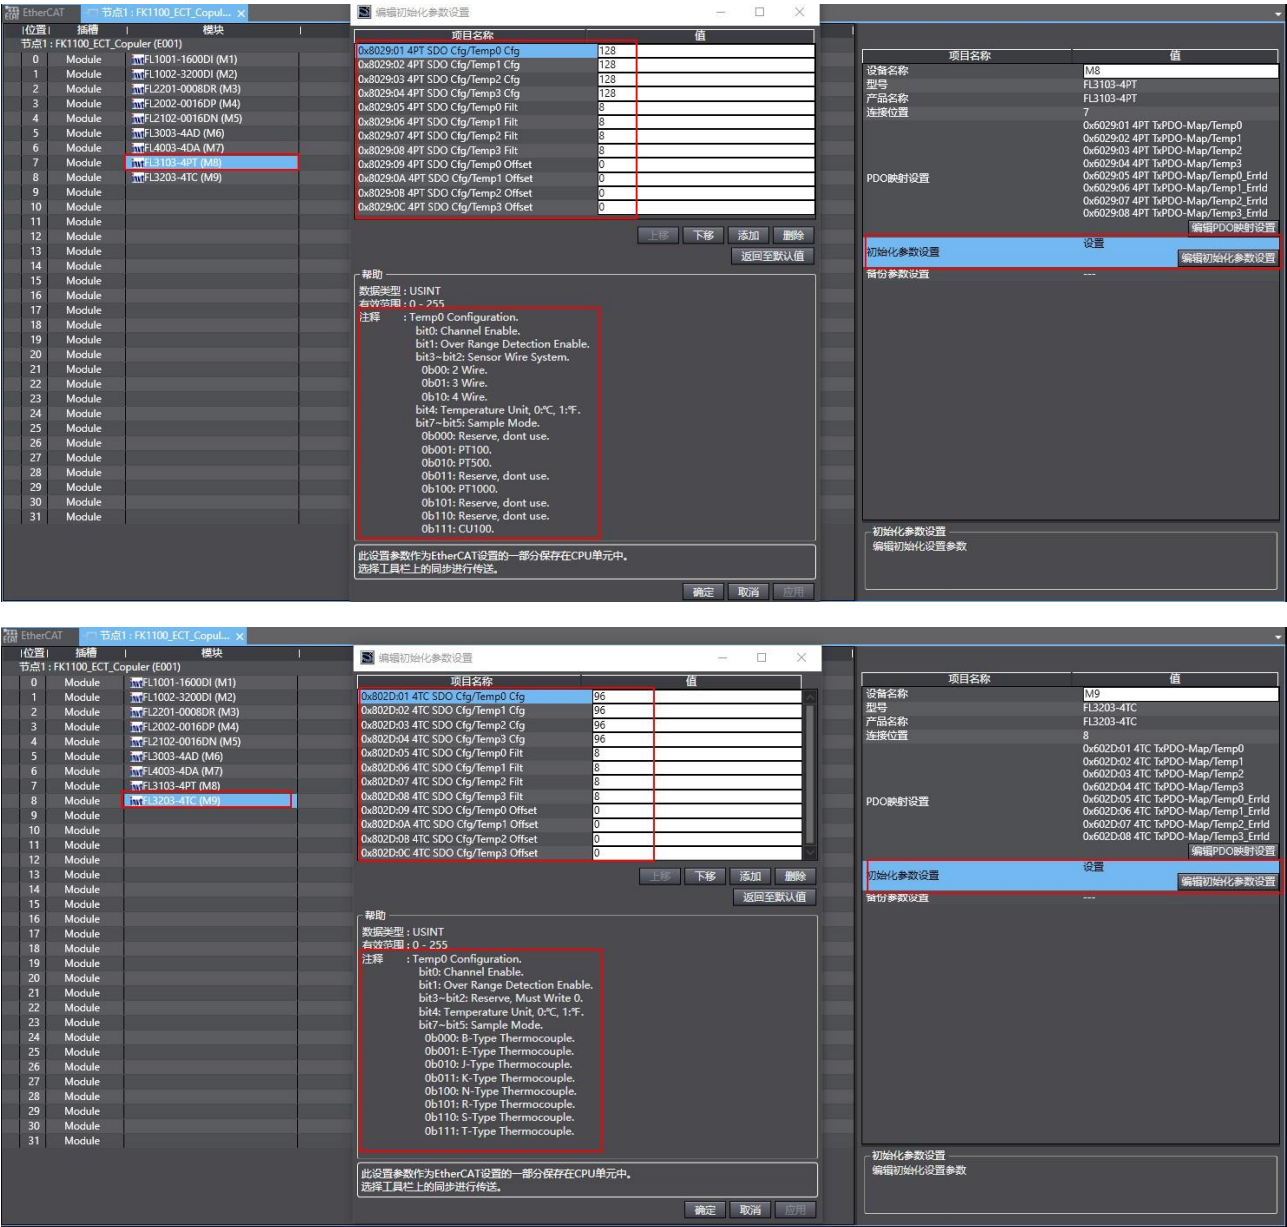 EtherCAT 节点1 : FK1100_ECT_Copul... ×
位置 插槽 模块
节点1 : FK1100_ECT_Copuler (E001)
0 Module FL1001-1600DI (M1)
1 Module FL1002-3200DI (M2)
2 Module FL2201-0008DR (M3)
3 Module FL2002-0016DP (M4)
4 Module FL2102-0016DN (M5)
5 Module FL3003-4AD (M6)
6 Module FL4003-4DA (M7)
7 Module FL3103-4PT (M8)
8 Module FL3203-4TC (M9)
9 Module
10 Module
11 Module
12 Module
13 Module
14 Module
15 Module
16 Module
17 Module
18 Module
19 Module
20 Module
21 Module
22 Module
23 Module
24 Module
25 Module
26 Module
27 Module
28 Module
29 Module
30 Module
31 Module
编辑初始化参数设置
项目名称 值
0x8029:01 4PT SDO Cfg/Temp0 Cfg 128
0x8029:02 4PT SDO Cfg/Temp1 Cfg 128
0x8029:03 4PT SDO Cfg/Temp2 Cfg 128
0x8029:04 4PT SDO Cfg/Temp3 Cfg 128
0x8029:05 4PT SDO Cfg/Temp0 Filt 8
0x8029:06 4PT SDO Cfg/Temp1 Filt 8
0x8029:07 4PT SDO Cfg/Temp2 Filt 8
0x8029:08 4PT SDO Cfg/Temp3 Filt 8
0x8029:09 4PT SDO Cfg/Temp0 Offset 0
0x8029:0A 4PT SDO Cfg/Temp1 Offset 0
0x8029:0B 4PT SDO Cfg/Temp2 Offset 0
0x8029:0C 4PT SDO Cfg/Temp3 Offset 0
上移 下移 添加 删除
返回至默认值
帮助
数据类型 : USINT
有效范围 : 0 - 255
注释 : Temp0 Configuration.
bit0: Channel Enable.
bit1: Over Range Detection Enable.
bit3~bit2: Sensor Wire System.
0b00: 2 Wire.
0b01: 3 Wire.
0b10: 4 Wire.
bit4: Temperature Unit, 0:℃, 1:℉.
bit7~bit5: Sample Mode.
0b000: Reserve, dont use.
0b001: PT100.
0b010: PT500.
0b011: Reserve, dont use.
0b100: PT1000.
0b101: Reserve, dont use.
0b110: Reserve, dont use.
0b111: CU100.
此设置参数作为EtherCAT设置的一部分保存在CPU单元中。
选择工具栏上的同步进行传送。
确定 取消 应用
项目名称 值
设备名称 M8
型号 FL3103-4PT
产品名称 FL3103-4PT
连接位置 7
PDO映射设置
0x6029:01 4PT TxPDO-Map/Temp0
0x6029:02 4PT TxPDO-Map/Temp1
0x6029:03 4PT TxPDO-Map/Temp2
0x6029:04 4PT TxPDO-Map/Temp3
0x6029:05 4PT TxPDO-Map/Temp0_ErrId
0x6029:06 4PT TxPDO-Map/Temp1_ErrId
0x6029:07 4PT TxPDO-Map/Temp2_ErrId
0x6029:08 4PT TxPDO-Map/Temp3_ErrId
编辑PDO映射设置
初始化参数设置 设置
编辑初始化参数设置
备份参数设置 ---
初始化参数设置
编辑初始化设置参数
EtherCAT 节点1 : FK1100_ECT_Copul... ×
位置 插槽 模块
节点1 : FK1100_ECT_Copuler (E001)
0 Module FL1001-1600DI (M1)
1 Module FL1002-3200DI (M2)
2 Module FL2201-0008DR (M3)
3 Module FL2002-0016DP (M4)
4 Module FL2102-0016DN (M5)
5 Module FL3003-4AD (M6)
6 Module FL4003-4DA (M7)
7 Module FL3103-4PT (M8)
8 Module FL3203-4TC (M9)
9 Module
10 Module
11 Module
12 Module
13 Module
14 Module
15 Module
16 Module
17 Module
18 Module
19 Module
20 Module
21 Module
22 Module
23 Module
24 Module
25 Module
26 Module
27 Module
28 Module
29 Module
30 Module
31 Module
编辑初始化参数设置
项目名称 值
0x802D:01 4TC SDO Cfg/Temp0 Cfg 96
0x802D:02 4TC SDO Cfg/Temp1 Cfg 96
0x802D:03 4TC SDO Cfg/Temp2 Cfg 96
0x802D:04 4TC SDO Cfg/Temp3 Cfg 96
0x802D:05 4TC SDO Cfg/Temp0 Filt 8
0x802D:06 4TC SDO Cfg/Temp1 Filt 8
0x802D:07 4TC SDO Cfg/Temp2 Filt 8
0x802D:08 4TC SDO Cfg/Temp3 Filt 8
0x802D:09 4TC SDO Cfg/Temp0 Offset 0
0x802D:0A 4TC SDO Cfg/Temp1 Offset 0
0x802D:0B 4TC SDO Cfg/Temp2 Offset 0
0x802D:0C 4TC SDO Cfg/Temp3 Offset 0
上移 下移 添加 删除
返回至默认值
帮助
数据类型 : USINT
有效范围 : 0 - 255
注释 : Temp0 Configuration.
bit0: Channel Enable.
bit1: Over Range Detection Enable.
bit3~bit2: Reserve, Must Write 0.
bit4: Temperature Unit, 0:℃, 1:℉.
bit7~bit5: Sample Mode.
0b000: B-Type Thermocouple.
0b001: E-Type Thermocouple.
0b010: J-Type Thermocouple.
0b011: K-Type Thermocouple.
0b100: N-Type Thermocouple.
0b101: R-Type Thermocouple.
0b110: S-Type Thermocouple.
0b111: T-Type Thermocouple.
此设置参数作为EtherCAT设置的一部分保存在CPU单元中。
选择工具栏上的同步进行传送。
确定 取消 应用
项目名称 值
设备名称 M9
型号 FL3203-4TC
产品名称 FL3203-4TC
连接位置 8
PDO映射设置
0x602D:01 4TC TxPDO-Map/Temp0
0x602D:02 4TC TxPDO-Map/Temp1
0x602D:03 4TC TxPDO-Map/Temp2
0x602D:04 4TC TxPDO-Map/Temp3
0x602D:05 4TC TxPDO-Map/Temp0_ErrId
0x602D:06 4TC TxPDO-Map/Temp1_ErrId
0x602D:07 4TC TxPDO-Map/Temp2_ErrId
0x602D:08 4TC TxPDO-Map/Temp3_ErrId
编辑PDO映射设置
初始化参数设置 设置
编辑初始化参数设置
备份参数设置 ---
初始化参数设置
编辑初始化设置参数